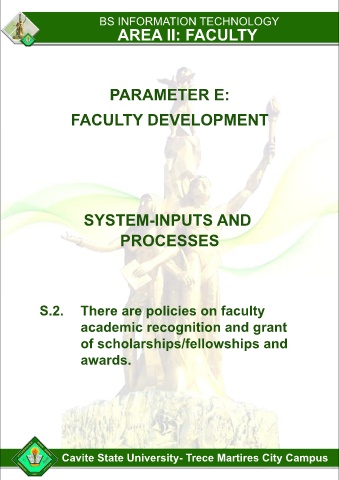 BS INFORMATION TECHNOLOGY
AREA II: FACULTY
PARAMETER E:
FACULTY DEVELOPMENT
SYSTEM-INPUTS AND
PROCESSES
S.2. There are policies on faculty
academic recognition and grant
of scholarships/fellowships and
awards.
Cavite State University- Trece Martires City Campus